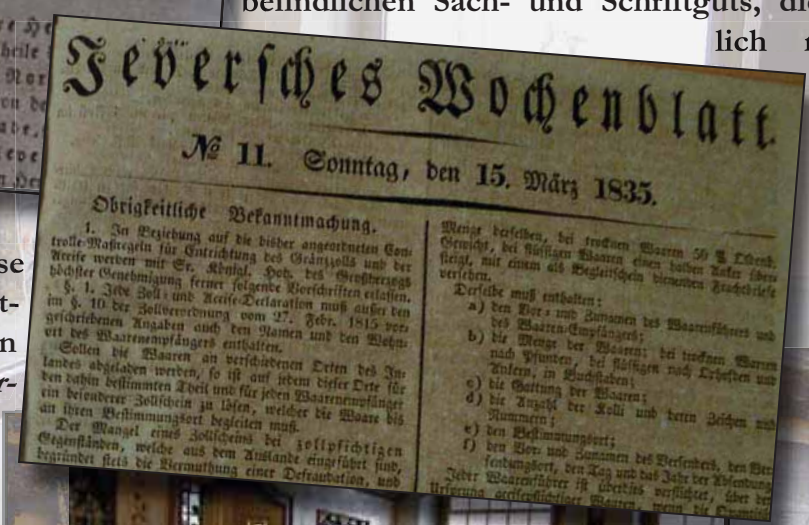 befindlichen Sach- und Schriftguts, die
lich
Jeversches Wochenblatt.
№ 11. Sonntag, den 15. März 1835.
Obrigkeitliche Bekanntmachung.
1. In Beziehung auf die bisher angeordneten Con-
trolle-Maßregeln für Entrichtung des Gränzzolls und der
Accise werden mit Sr. Königl. Hoh. des Großherzogs
höchster Genehmigung ferner folgende Vorschriften erlassen.
§. 1. Jede Zoll- und Accise-Declaration muß außer den
im §. 10 der Zollverordnung vom 27. Febr. 1815 vor-
geschriebenen Angaben auch den Namen und den Wohn-
ort des Waarenempfängers enthalten.
Sollen die Waaren an verschiedenen Orten des In-
landes abgeladen werden, so ist auf jedem dieser Orte für
den dahin bestimmten Theil und für jeden Waarenempfänger
ein besonderer Zollschein zu lösen, welcher die Waare bis
an ihren Bestimmungsort begleiten muß.
Der Mangel eines Zollscheins bei zollpflichtigen
Gegenständen, welche aus dem Auslande eingeführt sind,
begründet stets die Vermuthung einer Defraudation, und
Menge derselben, bei trocknen Waaren 50 ℔ Oldenb.
Gewicht, bei flüssigen Waaren einen halben Anker über-
steigt, mit einem als Begleitschein dienenden Frachtbriefe
versehen.
Derselbe muß enthalten:
a) den Vor- und Zunamen des Waarenführers und
des Waaren-Empfängers;
b) die Menge der Waaren; bei trocknen Waaren
nach Pfunden, bei flüssigen nach Oxhoften und
Ankern, in Buchstaben;
c) die Gattung der Waaren;
d) die Anzahl der Kolli und deren Zeichen und
Nummern;
e) den Bestimmungsort;
f) den Vor- und Zunamen des Versenders, den Ver-
sendungsort, den Tag und das Jahr der Absendung
Jeder Waarenführer ist überdies verpflichtet, über den
accisepflichtiger Waaren, wenn die
se
t-
n
r-